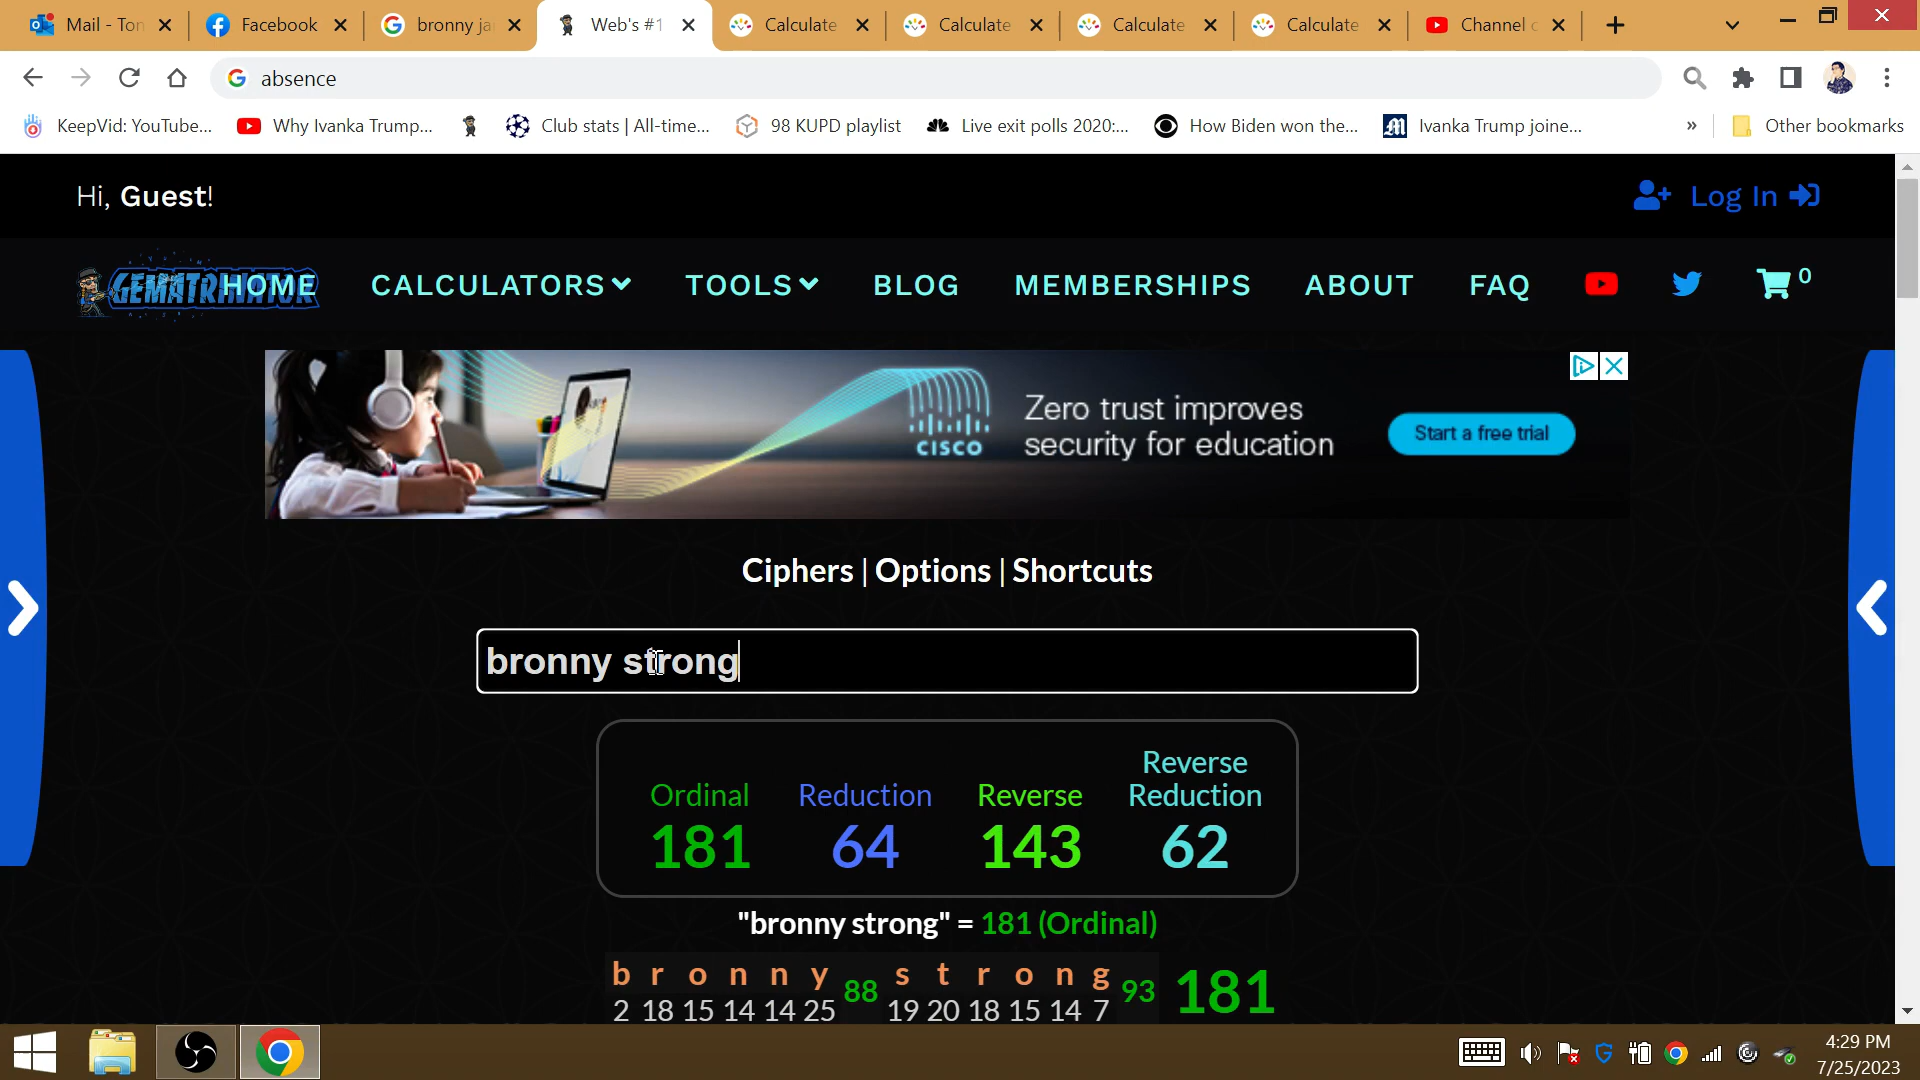 Mail - Ton
Facebook
bronny ja
Web's #1
Calculate
Calculate
Calculate
Calculate
Channel c
absence
KeepVid: YouTube...
Why Ivanka Trump...
Club stats | All-time...
98 KUPD playlist
Live exit polls 2020:...
How Biden won the...
Ivanka Trump joine...
»
Other bookmarks
Hi, Guest!
Log In
GEMATRINATOR
HOME
CALCULATORS
TOOLS
BLOG
MEMBERSHIPS
ABOUT
FAQ
0
CISCO
Zero trust improves
security for education
Start a free trial
Ciphers | Options | Shortcuts
bronny strong
Ordinal
181
Reduction
64
Reverse
143
Reverse
Reduction
62
"bronny strong" = 181 (Ordinal)
b r o n n y 88 s t r o n g 93 181
2 18 15 14 14 25 19 20 18 15 14 7
4:29 PM
7/25/2023